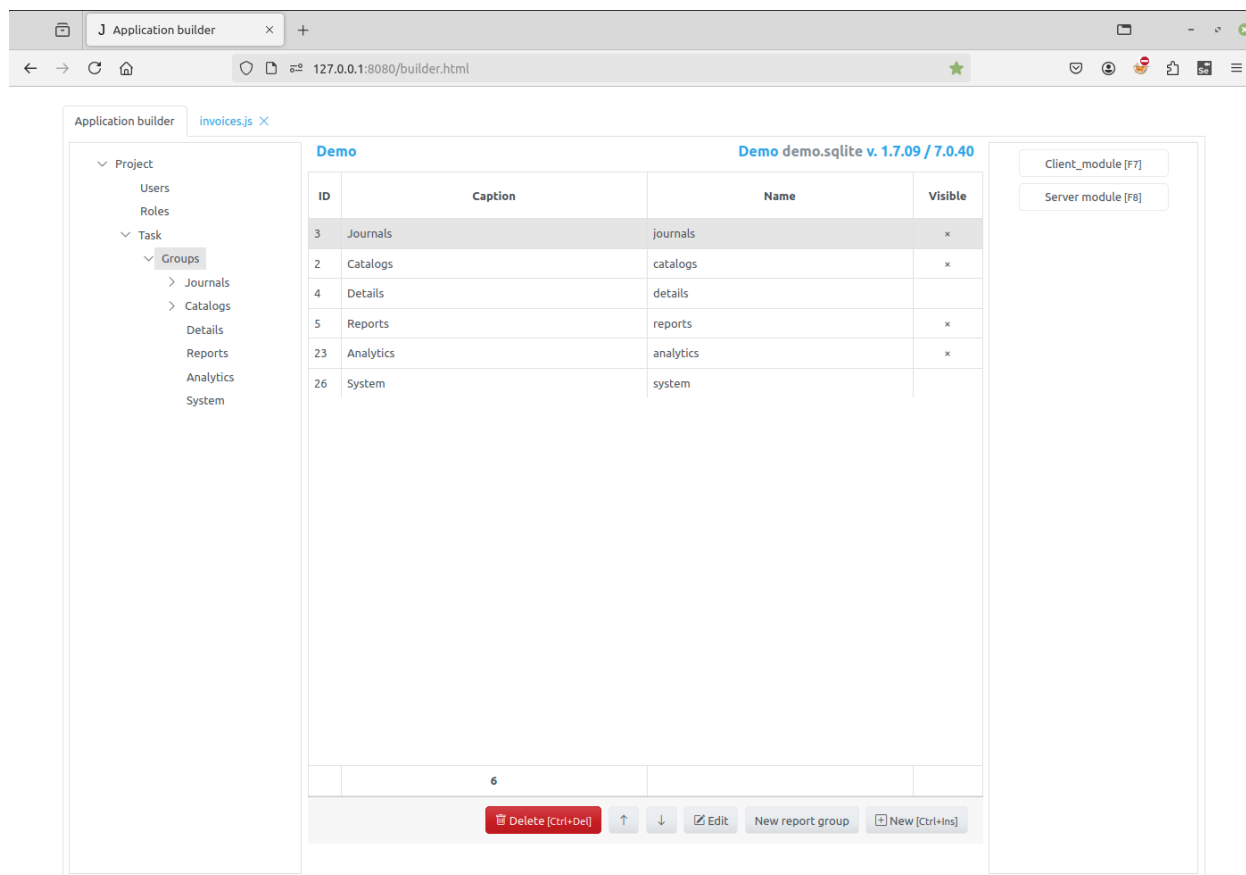 J Application builder
127.0.0.1:8080/builder.html
Se
Application builder invoices.js
Project
Users
Roles
Task
Groups
Journals
Catalogs
Details
Reports
Analytics
System
Demo Demo demo.sqlite v. 1.7.09 / 7.0.40
ID Caption Name Visible
3 Journals journals ×
2 Catalogs catalogs ×
4 Details details
5 Reports reports ×
23 Analytics analytics ×
26 System system
6
Delete [Ctrl+Del] ↑ ↓ Edit New report group New [Ctrl+Ins]
Client_module [F7]
Server module [F8]